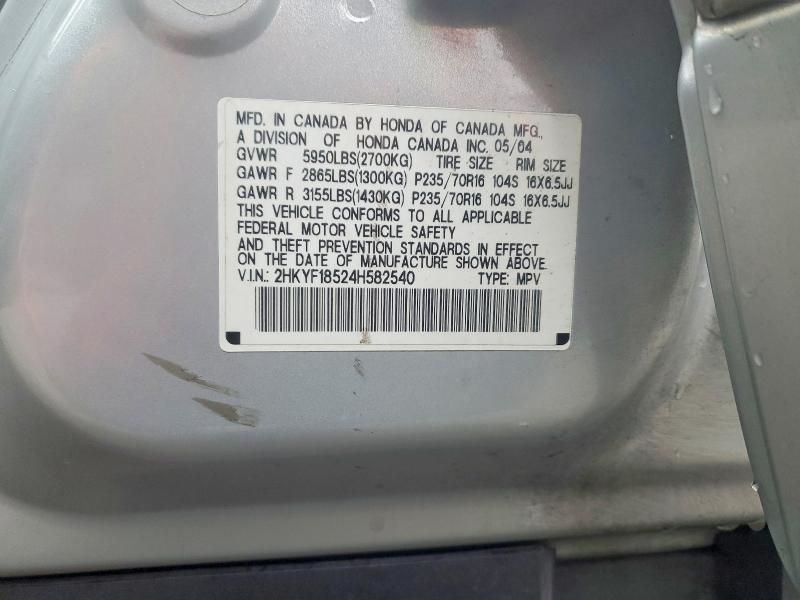 MFD. IN CANADA BY HONDA OF CANADA MFG.,
A DIVISION OF HONDA CANADA INC. 05/04
GVWR 5950LBS(2700KG) TIRE SIZE RIM SIZE
GAWR F 2865LBS(1300KG) P235/70R16 104S 16X6.5JJ
GAWR R 3155LBS(1430KG) P235/70R16 104S 16X6.5JJ
THIS VEHICLE CONFORMS TO ALL APPLICABLE
FEDERAL MOTOR VEHICLE SAFETY
AND THEFT PREVENTION STANDARDS IN EFFECT
ON THE DATE OF MANUFACTURE SHOWN ABOVE.
V.I.N.: 2HKYF18524H582540 TYPE: MPV